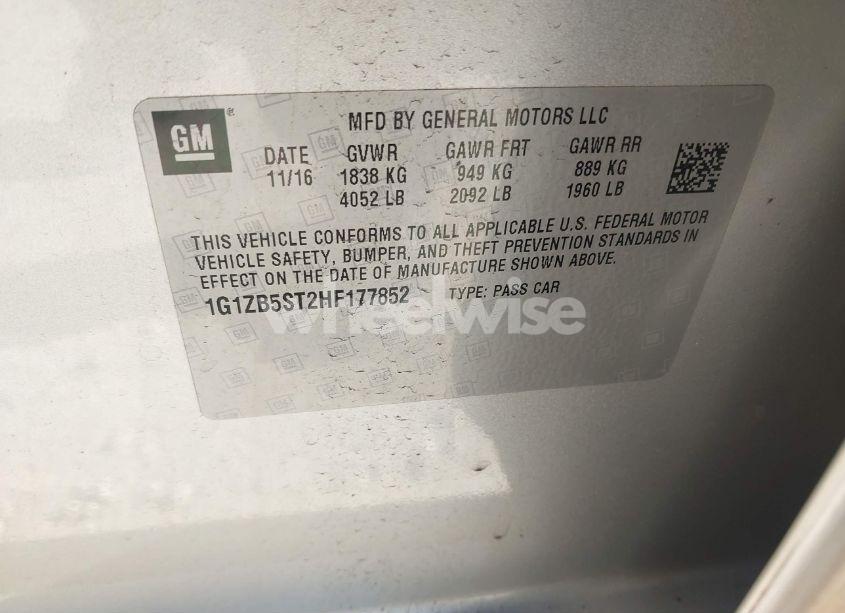 GM ®
MFD BY GENERAL MOTORS LLC
DATE GVWR GAWR FRT GAWR RR
11/16 1838 KG 949 KG 889 KG
4052 LB 2092 LB 1960 LB
THIS VEHICLE CONFORMS TO ALL APPLICABLE U.S. FEDERAL MOTOR
VEHICLE SAFETY, BUMPER, AND THEFT PREVENTION STANDARDS IN
EFFECT ON THE DATE OF MANUFACTURE SHOWN ABOVE.
1G1ZB5ST2HF177852 TYPE: PASS CAR
wheelwise